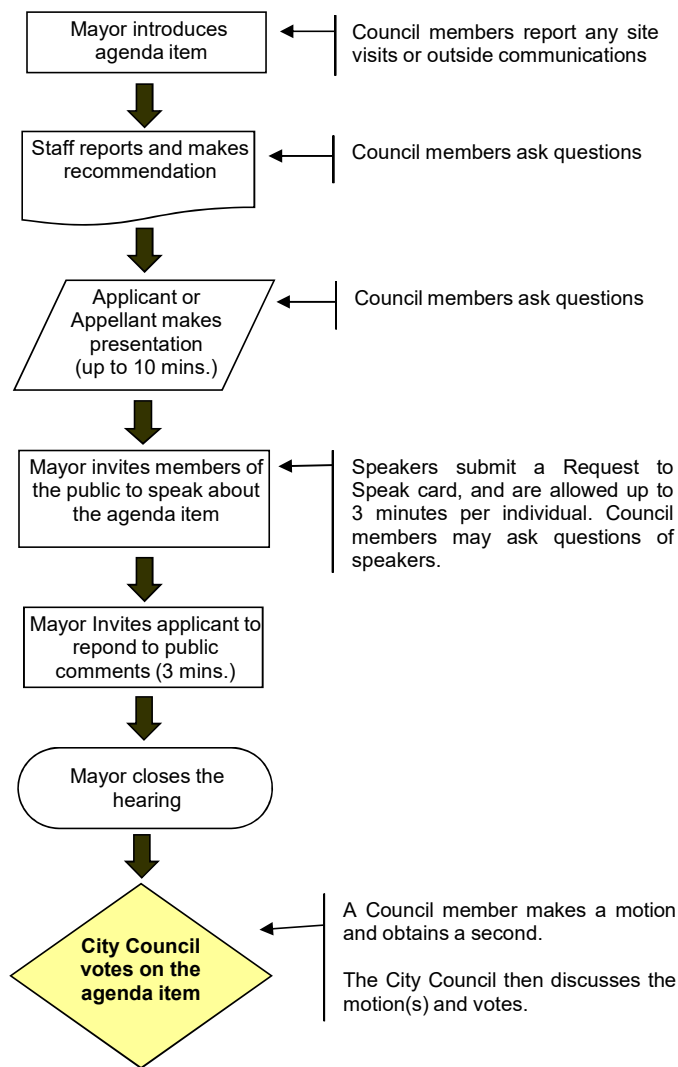 Mayor introduces
agenda item
Council members report any site
visits or outside communications
Staff reports and makes
recommendation
Council members ask questions
Applicant or
Appellant makes
presentation
(up to 10 mins.)
Council members ask questions
Mayor invites members of
the public to speak about
the agenda item
Speakers submit a Request to
Speak card, and are allowed up to
3 minutes per individual. Council
members may ask questions of
speakers.
Mayor Invites applicant to
repond to public
comments (3 mins.)
Mayor closes the
hearing
City Council
votes on the
agenda item
A Council member makes a motion
and obtains a second.
The City Council then discusses the
motion(s) and votes.